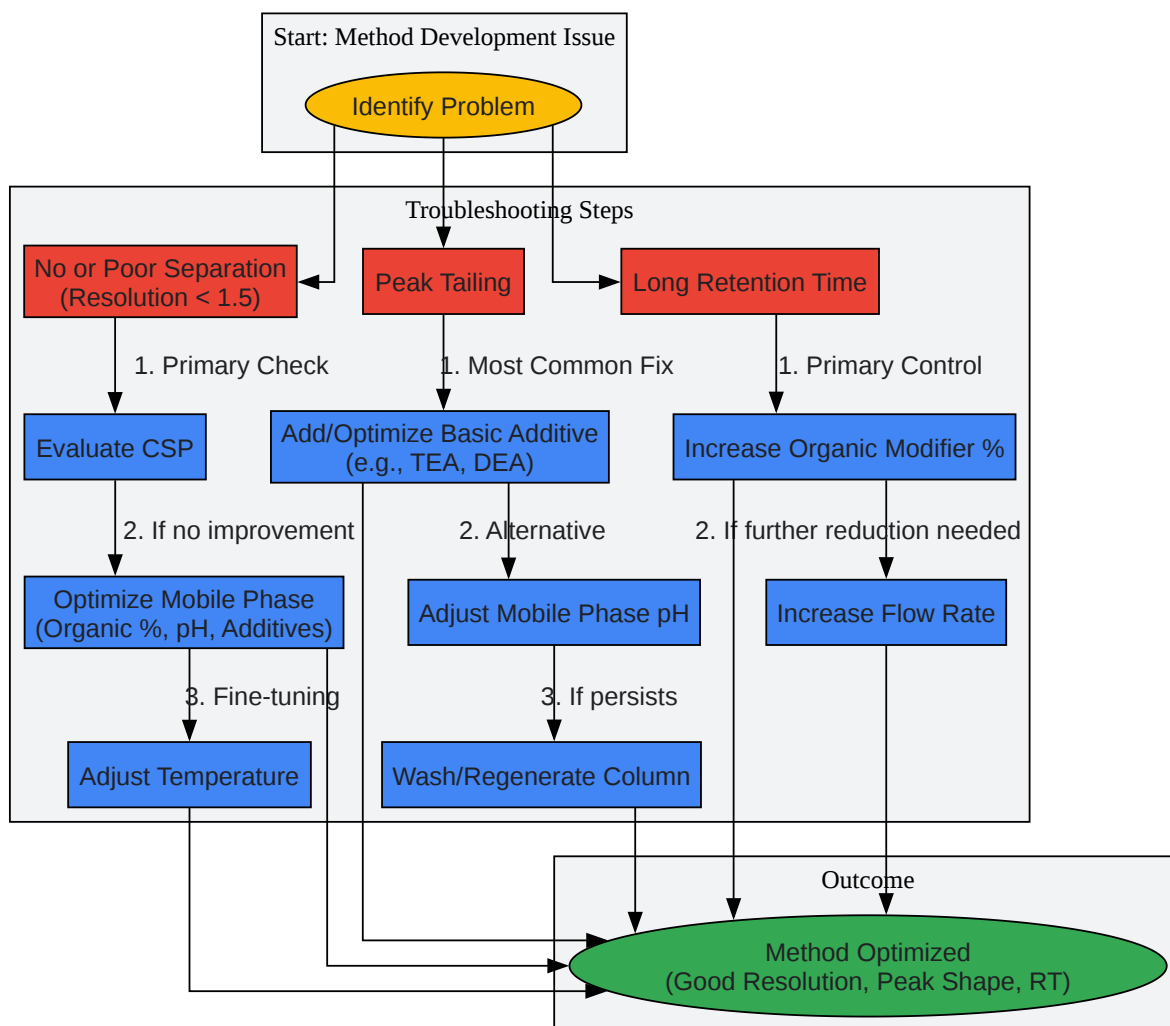 Start: Method Development Issue
Identify Problem
Troubleshooting Steps
No or Poor Separation
(Resolution < 1.5)
Peak Tailing
Long Retention Time
1. Primary Check
1. Most Common Fix
1. Primary Control
Evaluate CSP
Add/Optimize Basic Additive
(e.g., TEA, DEA)
Increase Organic Modifier %
2. If no improvement
2. Alternative
2. If further reduction needed
Optimize Mobile Phase
(Organic %, pH, Additives)
Adjust Mobile Phase pH
Increase Flow Rate
3. Fine-tuning
3. If persists
Adjust Temperature
Wash/Regenerate Column
Outcome
Method Optimized
(Good Resolution, Peak Shape, RT)